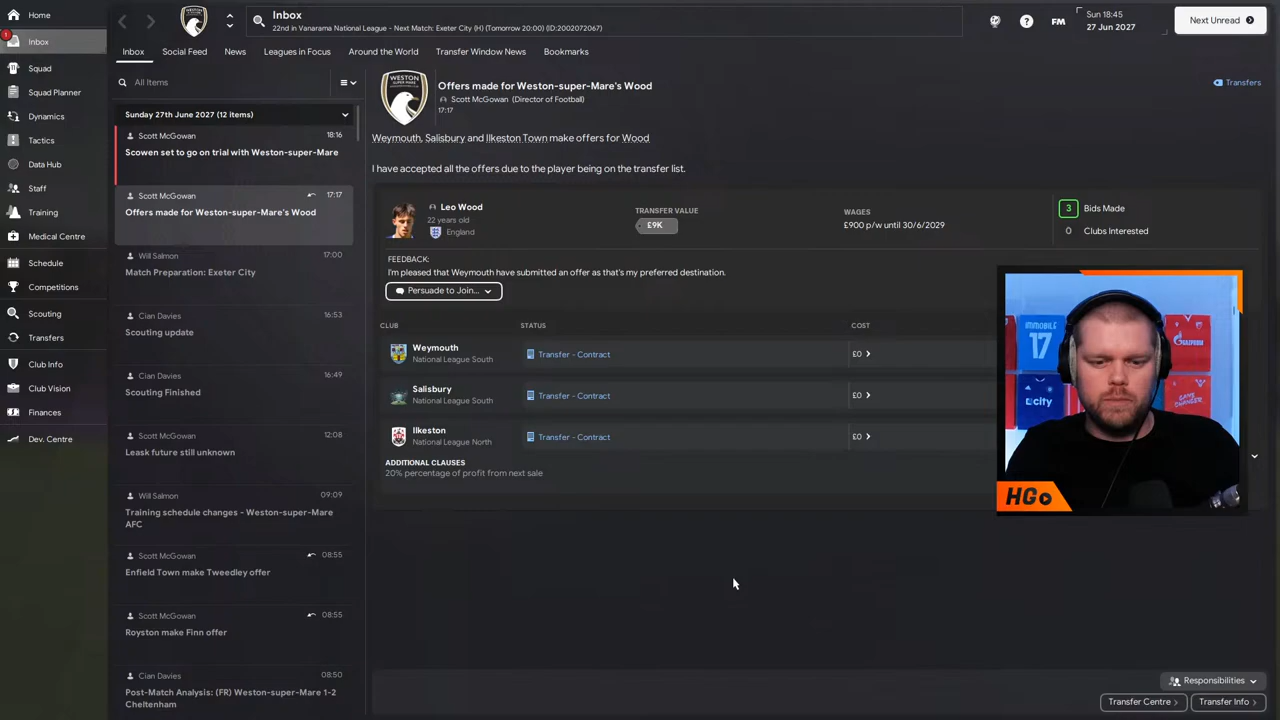 Home
Inbox
22nd in Vanarama National League - Next Match: Exeter City (H) (Tomorrow 20:00) (ID:2002072067)
FM
Sun 18:45
27 Jun 2027
Next Unread
1
Inbox
Squad
Squad Planner
Dynamics
Tactics
Data Hub
Staff
Training
Medical Centre
Schedule
Competitions
Scouting
Transfers
Club Info
Club Vision
Finances
Dev. Centre
Inbox
Social Feed
News
Leagues in Focus
Around the World
Transfer Window News
Bookmarks
All Items
Sunday 27th June 2027 (12 items)
Scott McGowan 18:16
Scowen set to go on trial with Weston-super-Mare
Scott McGowan 17:17
Offers made for Weston-super-Mare's Wood
Will Salmon 17:00
Match Preparation: Exeter City
Cian Davies 16:53
Scouting update
Cian Davies 16:49
Scouting Finished
Scott McGowan 12:08
Leask future still unknown
Will Salmon 09:09
Training schedule changes - Weston-super-Mare
AFC
Scott McGowan 08:55
Enfield Town make Tweedley offer
Scott McGowan 08:55
Royston make Finn offer
Cian Davies 08:50
Post-Match Analysis: (FR) Weston-super-Mare 1-2
Cheltenham
WESTON
SUPER MARE
Offers made for Weston-super-Mare's Wood
Scott McGowan (Director of Football)
17:17
Transfers
Weymouth, Salisbury and Ilkeston Town make offers for Wood
I have accepted all the offers due to the player being on the transfer list.
Leo Wood
22 years old
England
TRANSFER VALUE
£9K
WAGES
£900 p/w until 30/6/2029
3 Bids Made
0 Clubs Interested
FEEDBACK:
I'm pleased that Weymouth have submitted an offer as that's my preferred destination.
Persuade to Join...
CLUB STATUS COST
Weymouth
National League South
Transfer - Contract
£0
Salisbury
National League South
Transfer - Contract
£0
Ilkeston
National League North
Transfer - Contract
£0
ADDITIONAL CLAUSES
20% percentage of profit from next sale
IMMOBILE
17
city
HGo
Responsibilities
Transfer Centre
Transfer Info